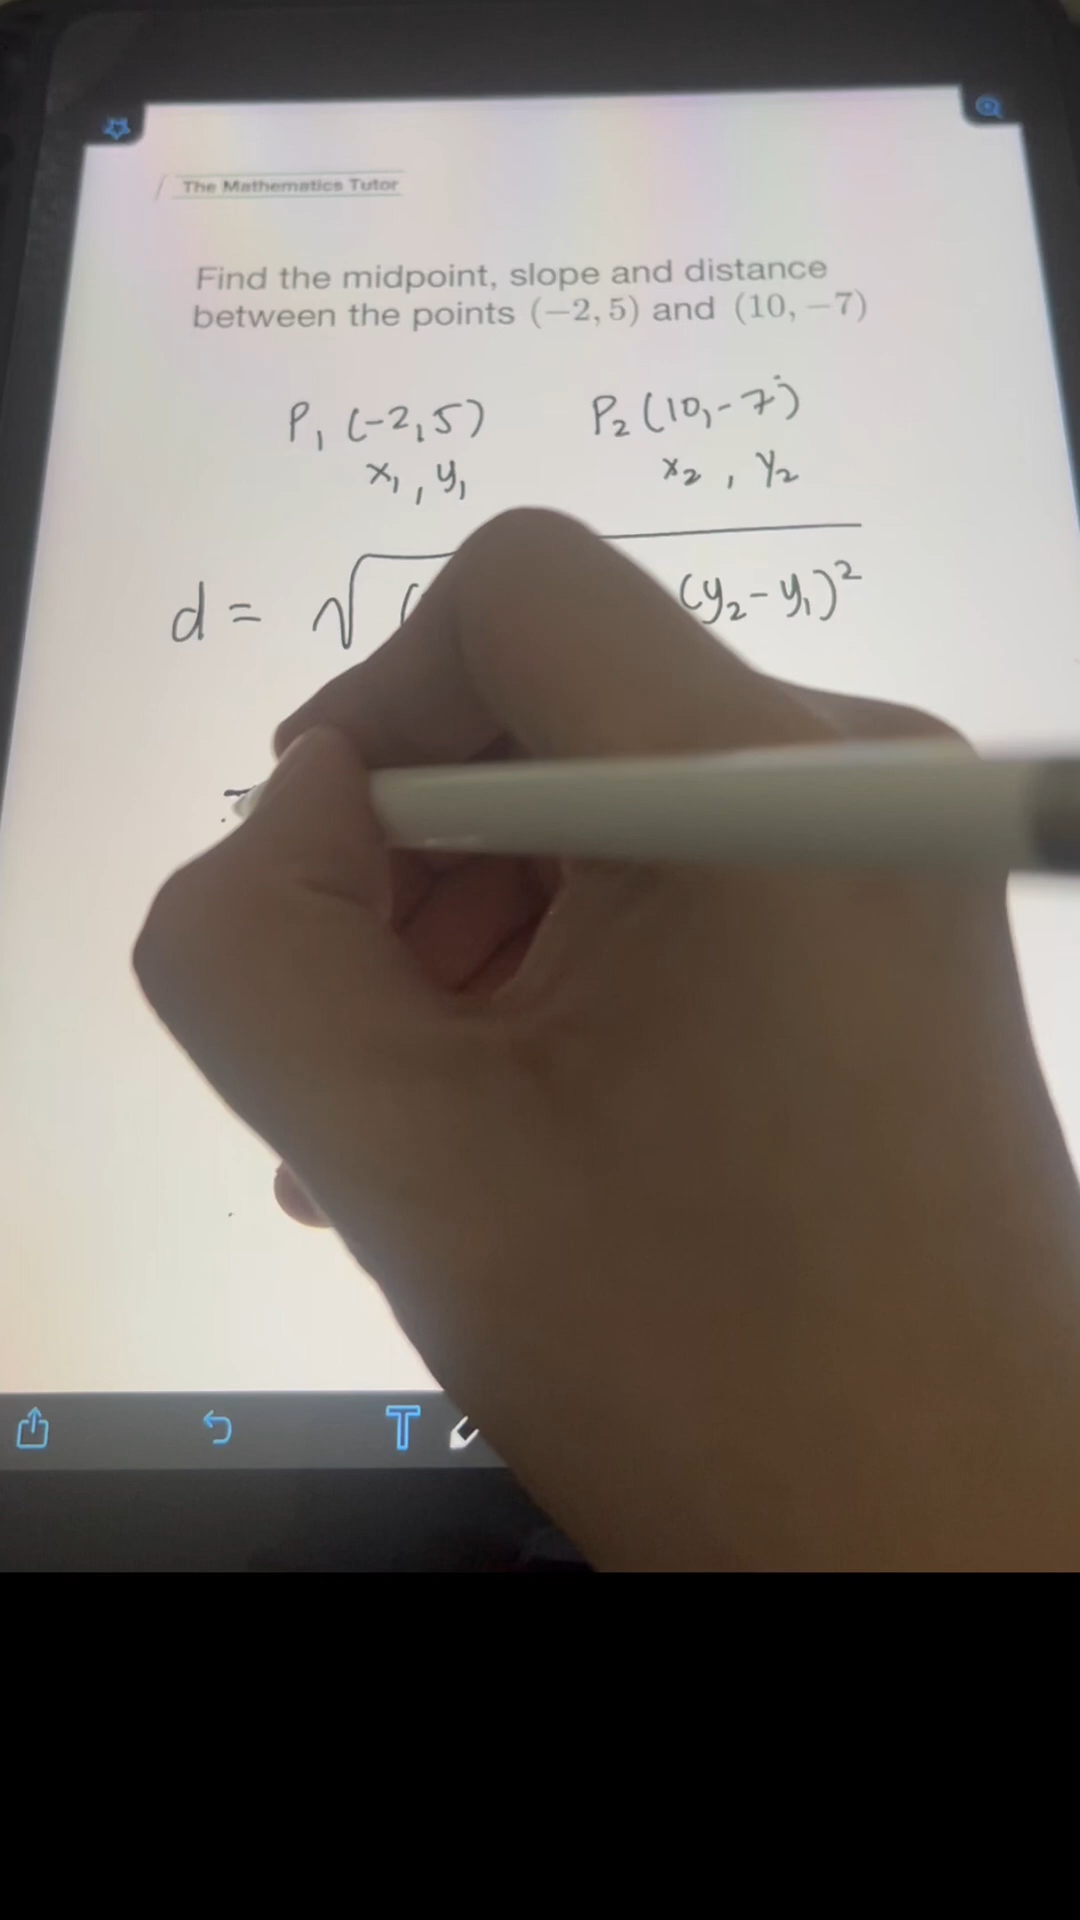 The Mathematics Tutor
Find the midpoint, slope and distance
between the points (−2, 5) and (10, −7)
P₁ (-2, 5) P₂ (10, -7)
x₁ , y₁ x₂ , y₂
d = √( (y₂ - y₁)²
T